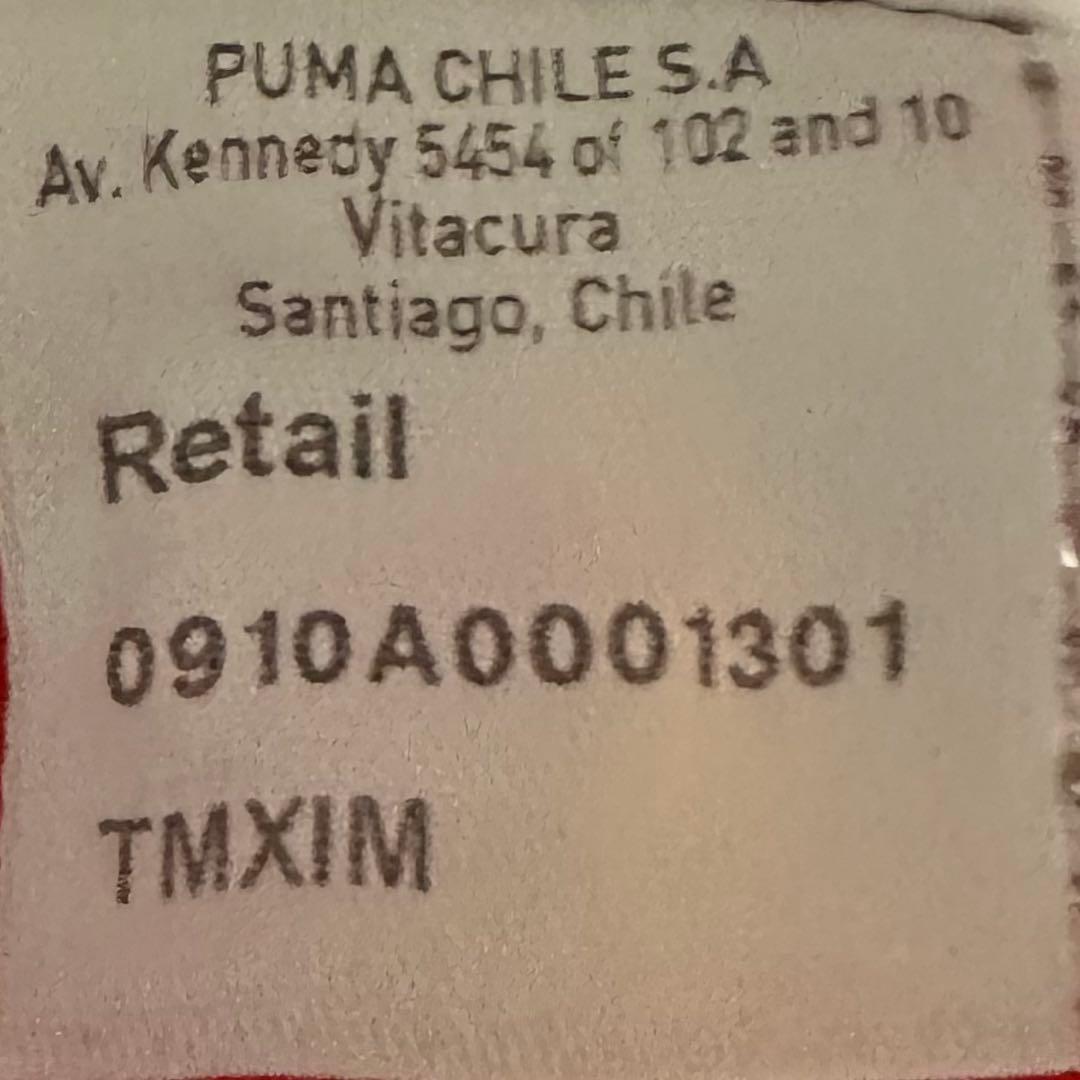 PUMA CHILE S.A
Av. Kennedy 5454 of 102 and 10
Vitacura
Santiago, Chile
Retail
0910A0001301
TMXIM